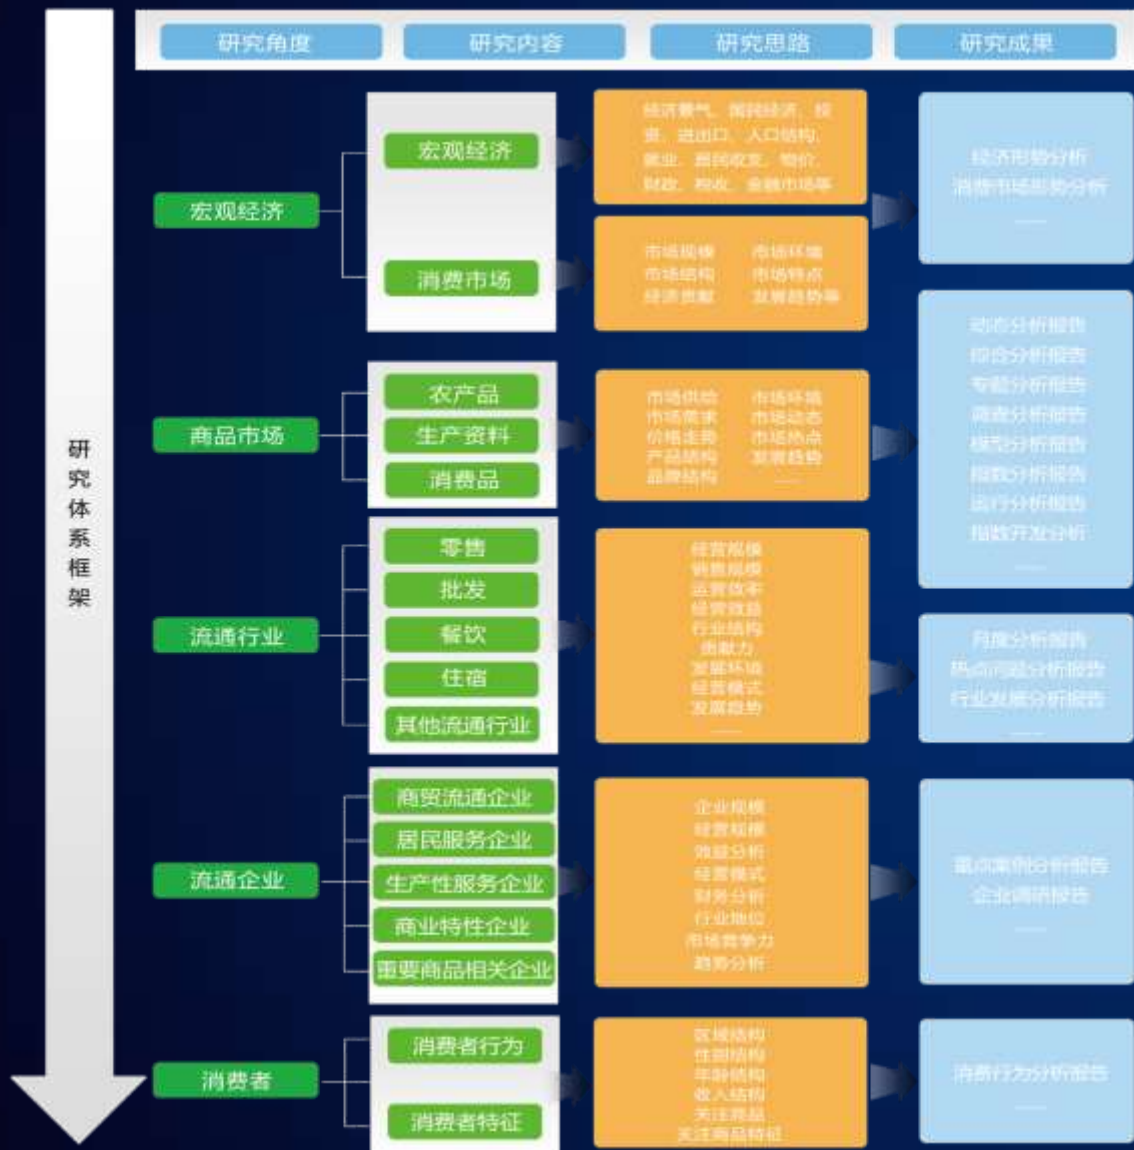 研究角度 研究内容 研究思路 研究成果
研究体系框架
宏观经济
宏观经济
消费市场
经济景气、国民经济、投
资、进出口、人口结构、
就业、居民收支、物价、
财政、税收、金融市场等
市场规模 市场环境
市场结构 市场特点
经济贡献 发展趋势等
经济形势分析
消费市场形势分析
......
商品市场
农产品
生产资料
消费品
市场供给 市场环境
市场需求 市场动态
价格走势 市场热点
产品结构 发展趋势
品牌结构 ......
动态分析报告
综合分析报告
专题分析报告
调查分析报告
模型分析报告
指数分析报告
运行分析报告
指数开发分析
......
流通行业
零售
批发
餐饮
住宿
其他流通行业
经营规模
销售规模
运营效率
经营效益
行业结构
贡献力
发展环境
经营模式
发展趋势
......
月度分析报告
热点问题分析报告
行业发展分析报告
......
流通企业
商贸流通企业
居民服务企业
生产性服务企业
商业特性企业
重要商品相关企业
企业规模
经营规模
效益分析
经营模式
财务分析
行业地位
市场竞争力
趋势分析
重点案例分析报告
企业调研报告
......
消费者
消费者行为
消费者特征
区域结构
性别结构
年龄结构
收入结构
关注商品
关注商品特征
消费行为分析报告
......